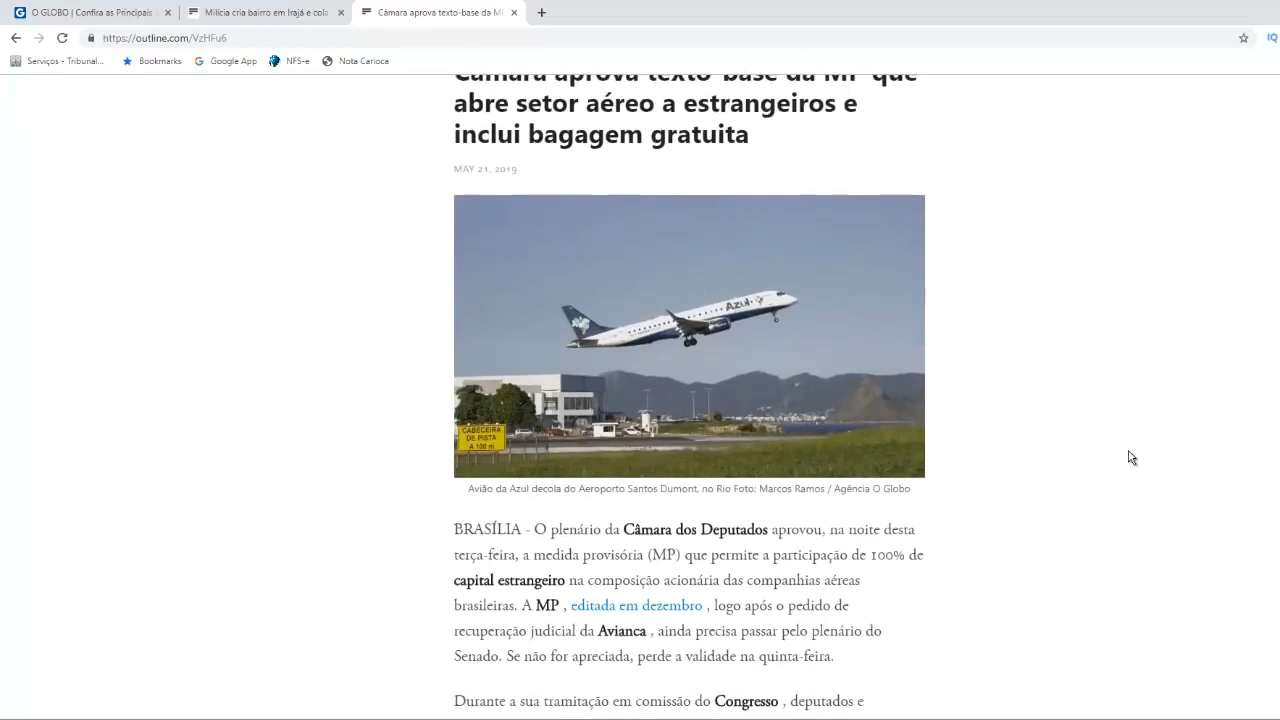 O GLOBO | Confira as Principais
Milícia cria bairro em Irajá e cola
Câmara aprova texto-base da MP
https://outline.com/VzHFu6
IQ
Serviços - Tribunal...
Bookmarks
Google App
NFS-e
Nota Carioca
Câmara aprova texto-base da MP que
abre setor aéreo a estrangeiros e
inclui bagagem gratuita
MAY 21, 2019
Azul
CABECEIRA
DE PISTA
A 100 m
Avião da Azul decola do Aeroporto Santos Dumont, no Rio Foto: Marcos Ramos / Agência O Globo
BRASÍLIA - O plenário da Câmara dos Deputados aprovou, na noite desta
terça-feira, a medida provisória (MP) que permite a participação de 100% de
capital estrangeiro na composição acionária das companhias aéreas
brasileiras. A MP , editada em dezembro , logo após o pedido de
recuperação judicial da Avianca , ainda precisa passar pelo plenário do
Senado. Se não for apreciada, perde a validade na quinta-feira.
Durante a sua tramitação em comissão do Congresso , deputados e